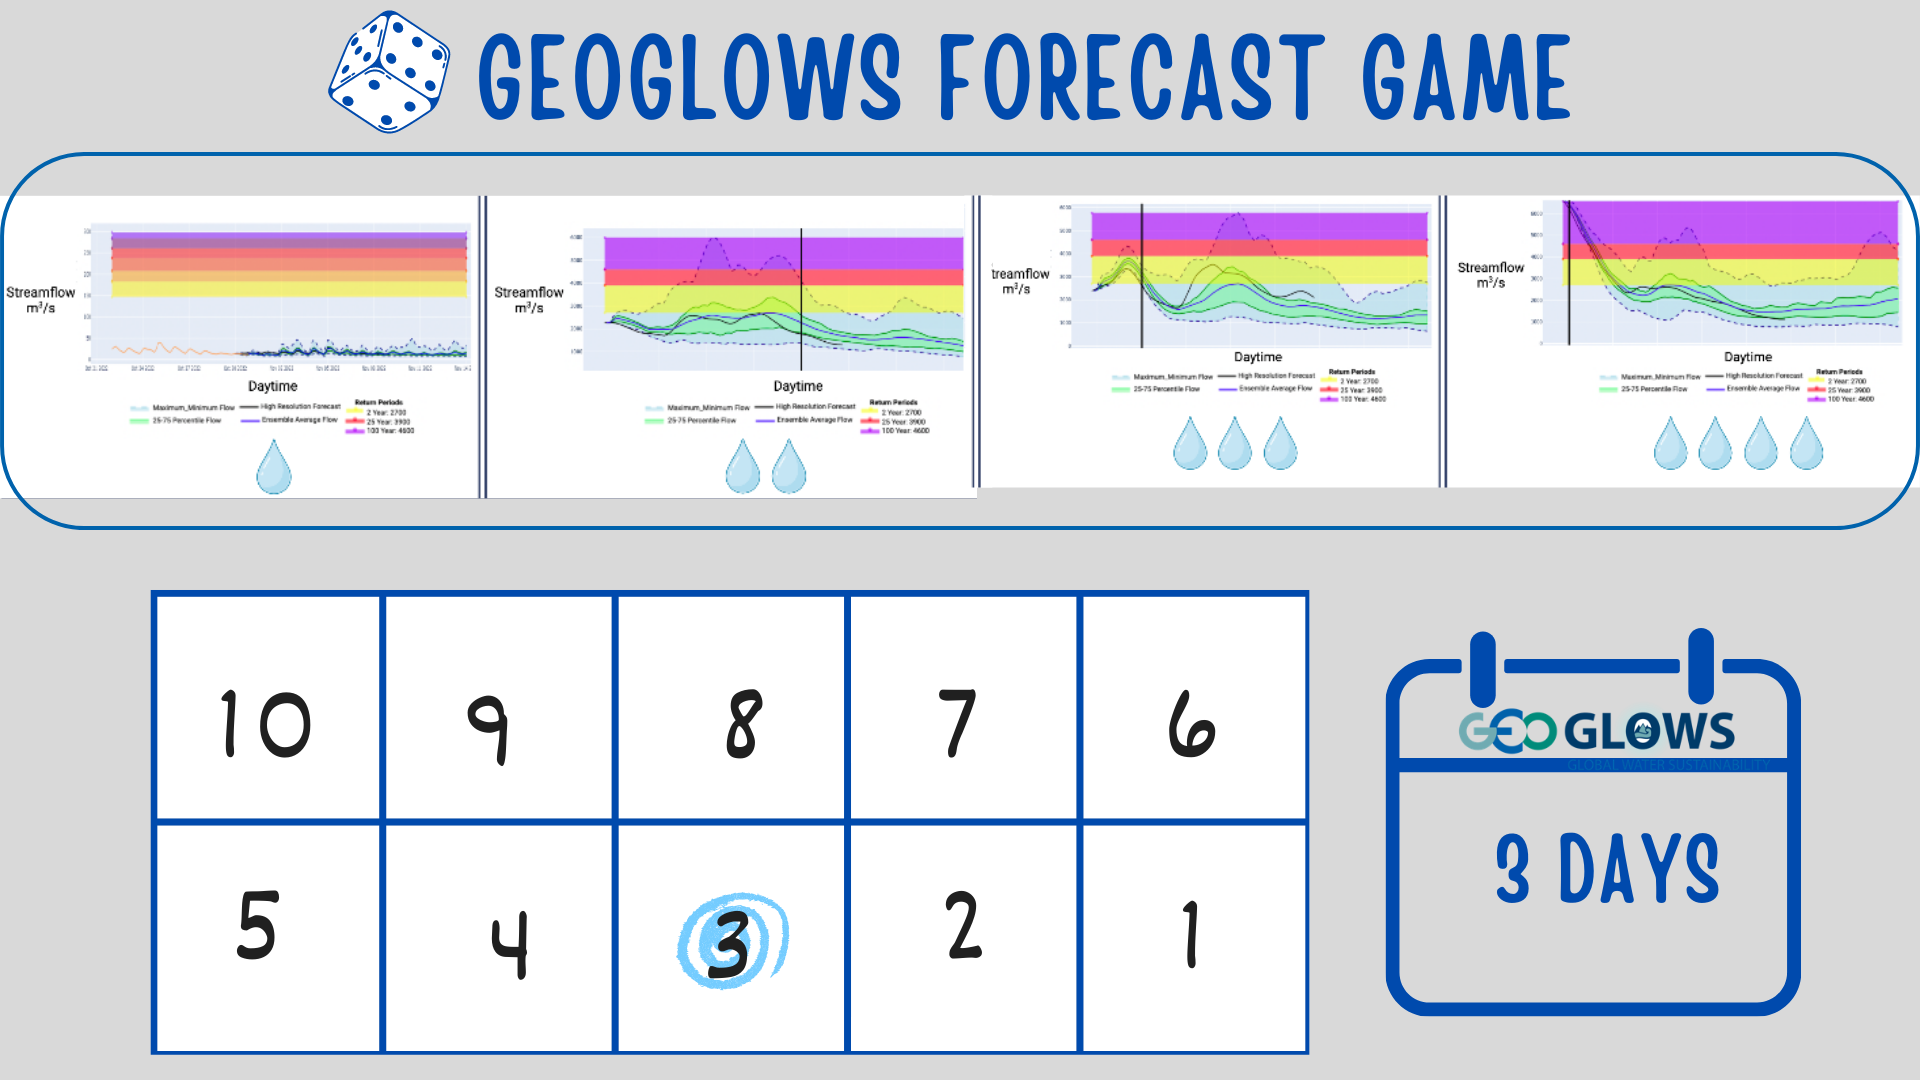 GEOGLOWS FORECAST GAME
Streamflow
m³/s
Daytime
Maximum_Minimum Flow
25-75 Percentile Flow
High Resolution Forecast
Ensemble Average Flow
Return Periods
2 Year: 2700
25 Year: 3900
100 Year: 4600
Streamflow
m³/s
Daytime
Maximum_Minimum Flow
25-75 Percentile Flow
High Resolution Forecast
Ensemble Average Flow
Return Periods
2 Year: 2700
25 Year: 3900
100 Year: 4600
treamflow
m³/s
Daytime
Maximum_Minimum Flow
25-75 Percentile Flow
High Resolution Forecast
Ensemble Average Flow
Return Periods
2 Year: 2700
25 Year: 3900
100 Year: 4600
Streamflow
m³/s
Daytime
Maximum_Minimum Flow
25-75 Percentile Flow
High Resolution Forecast
Ensemble Average Flow
Return Periods
2 Year: 2700
25 Year: 3900
100 Year: 4600
10 9 8 7 6
5 4 3 2 1
GEO GLOWS
GLOBAL WATER SUSTAINABILITY
3 DAYS